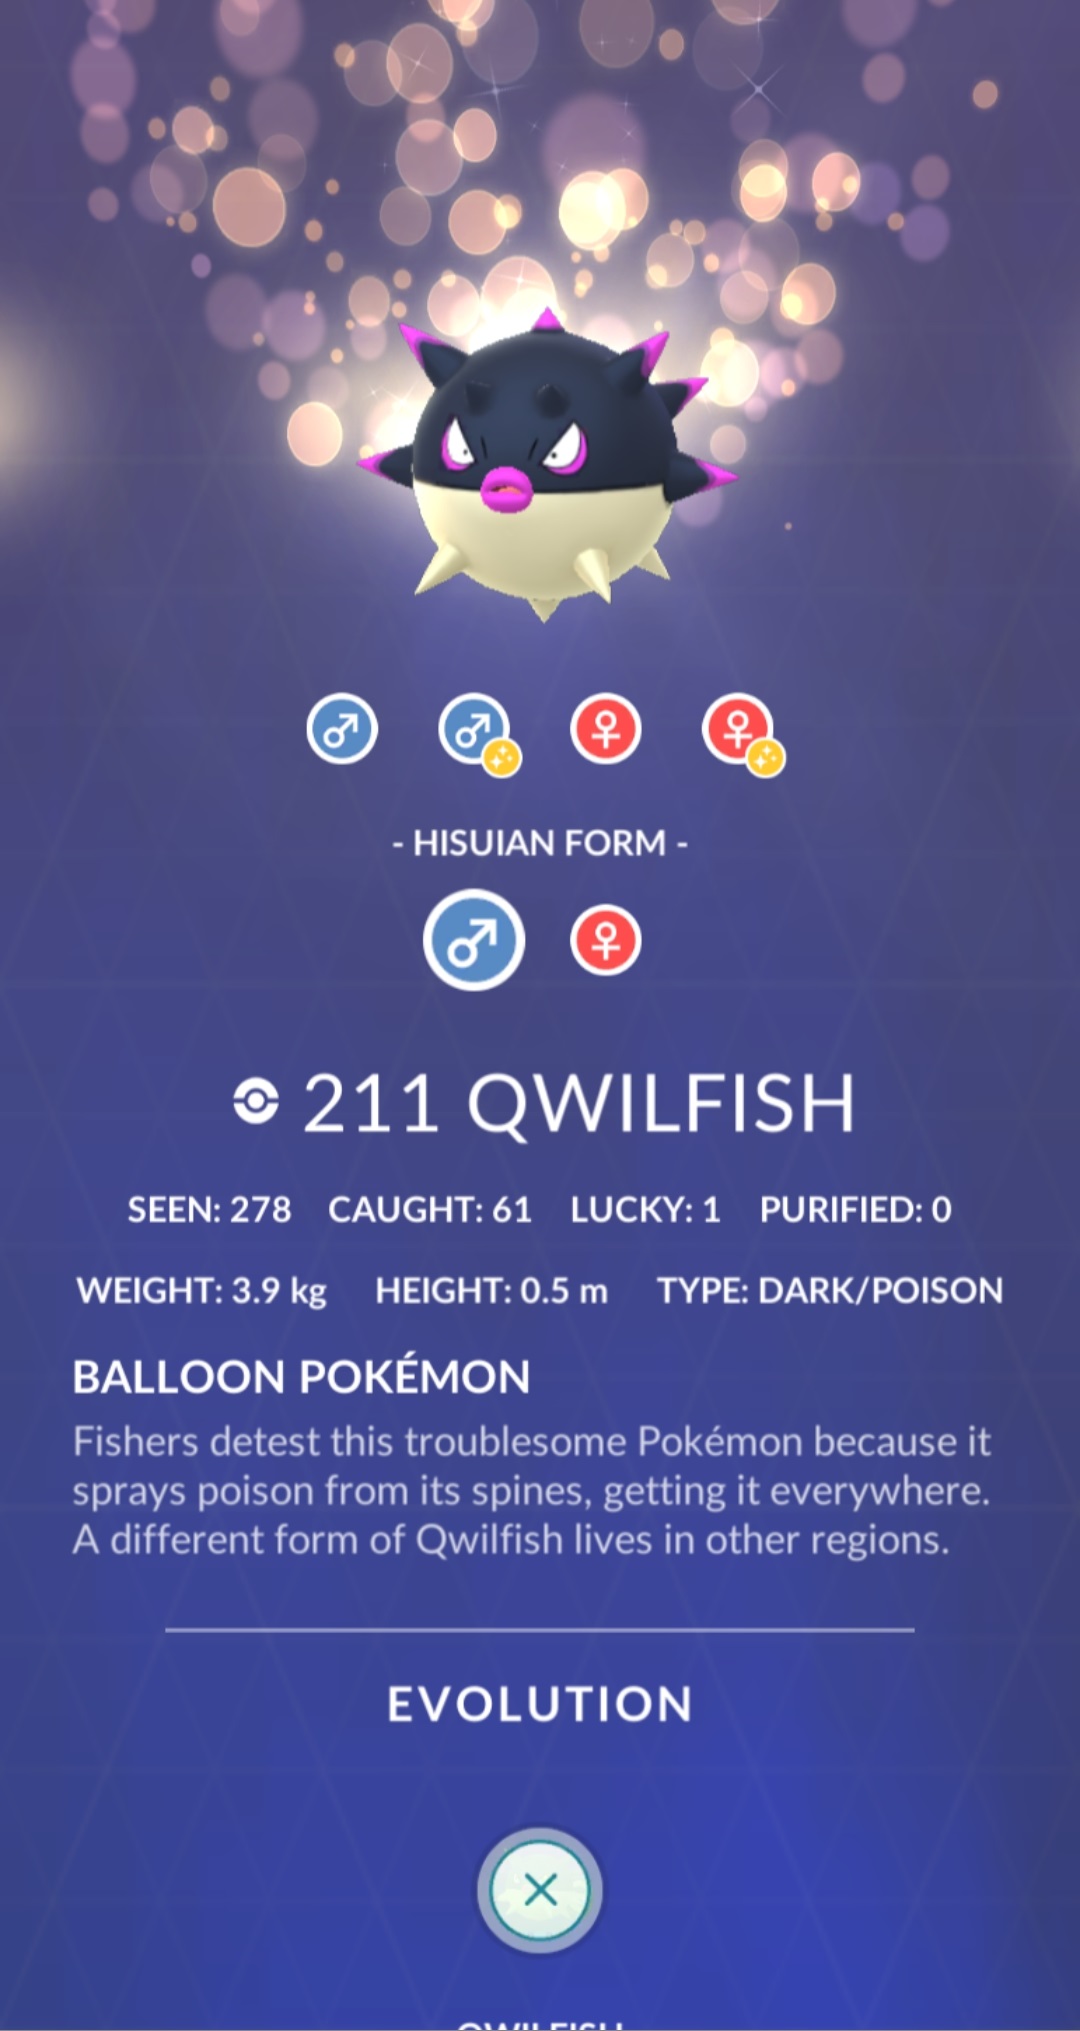 - HISUIAN FORM -
211 QWILFISH
SEEN: 278 CAUGHT: 61 LUCKY: 1 PURIFIED: 0
WEIGHT: 3.9 kg HEIGHT: 0.5 m TYPE: DARK/POISON
BALLOON POKÉMON
Fishers detest this troublesome Pokémon because it
sprays poison from its spines, getting it everywhere.
A different form of Qwilfish lives in other regions.
EVOLUTION
QWILFISH